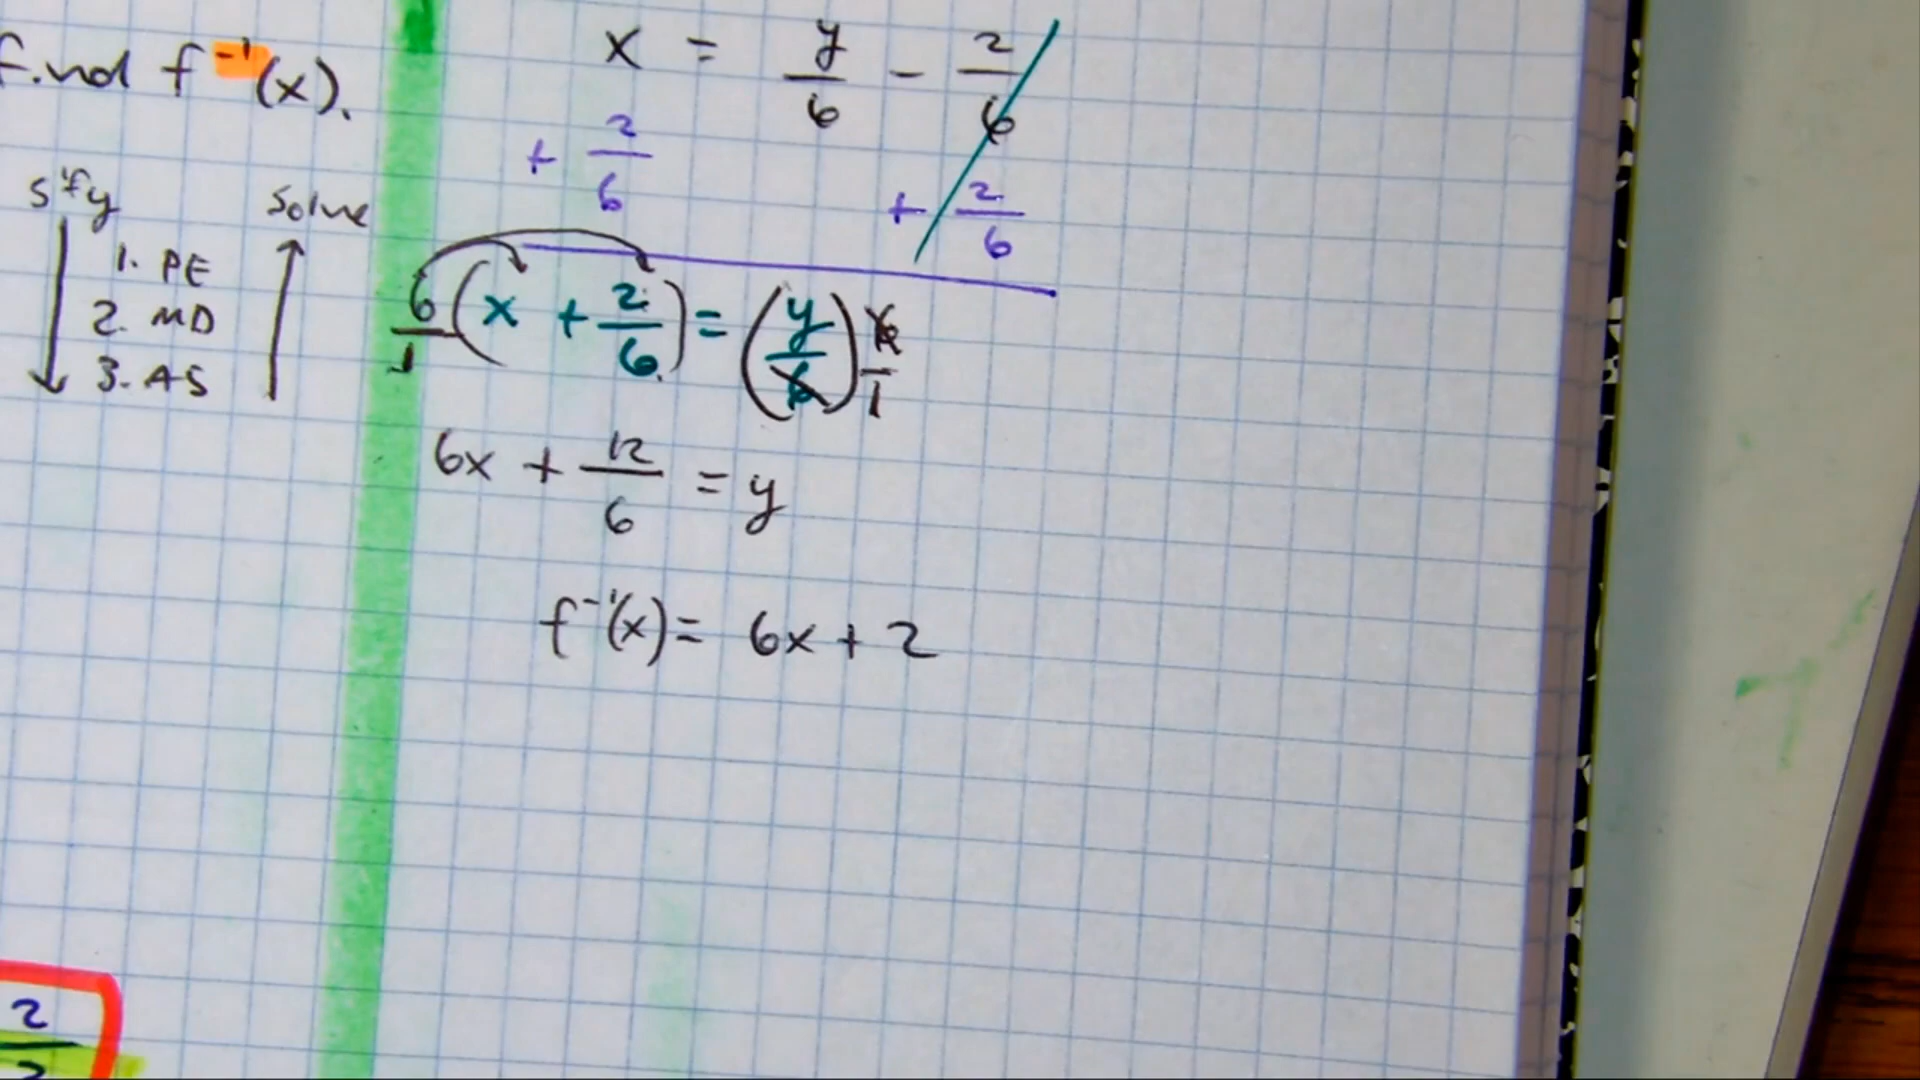 find f⁻¹(x).
s'fy
solve
1. PE
2. MD
3. AS
x = y/6 - 2/6
+ 2/6 + 2/6
6/1 (x + 2/6) = (y/6) 6/1
6x + 12/6 = y
f⁻¹(x) = 6x + 2
2